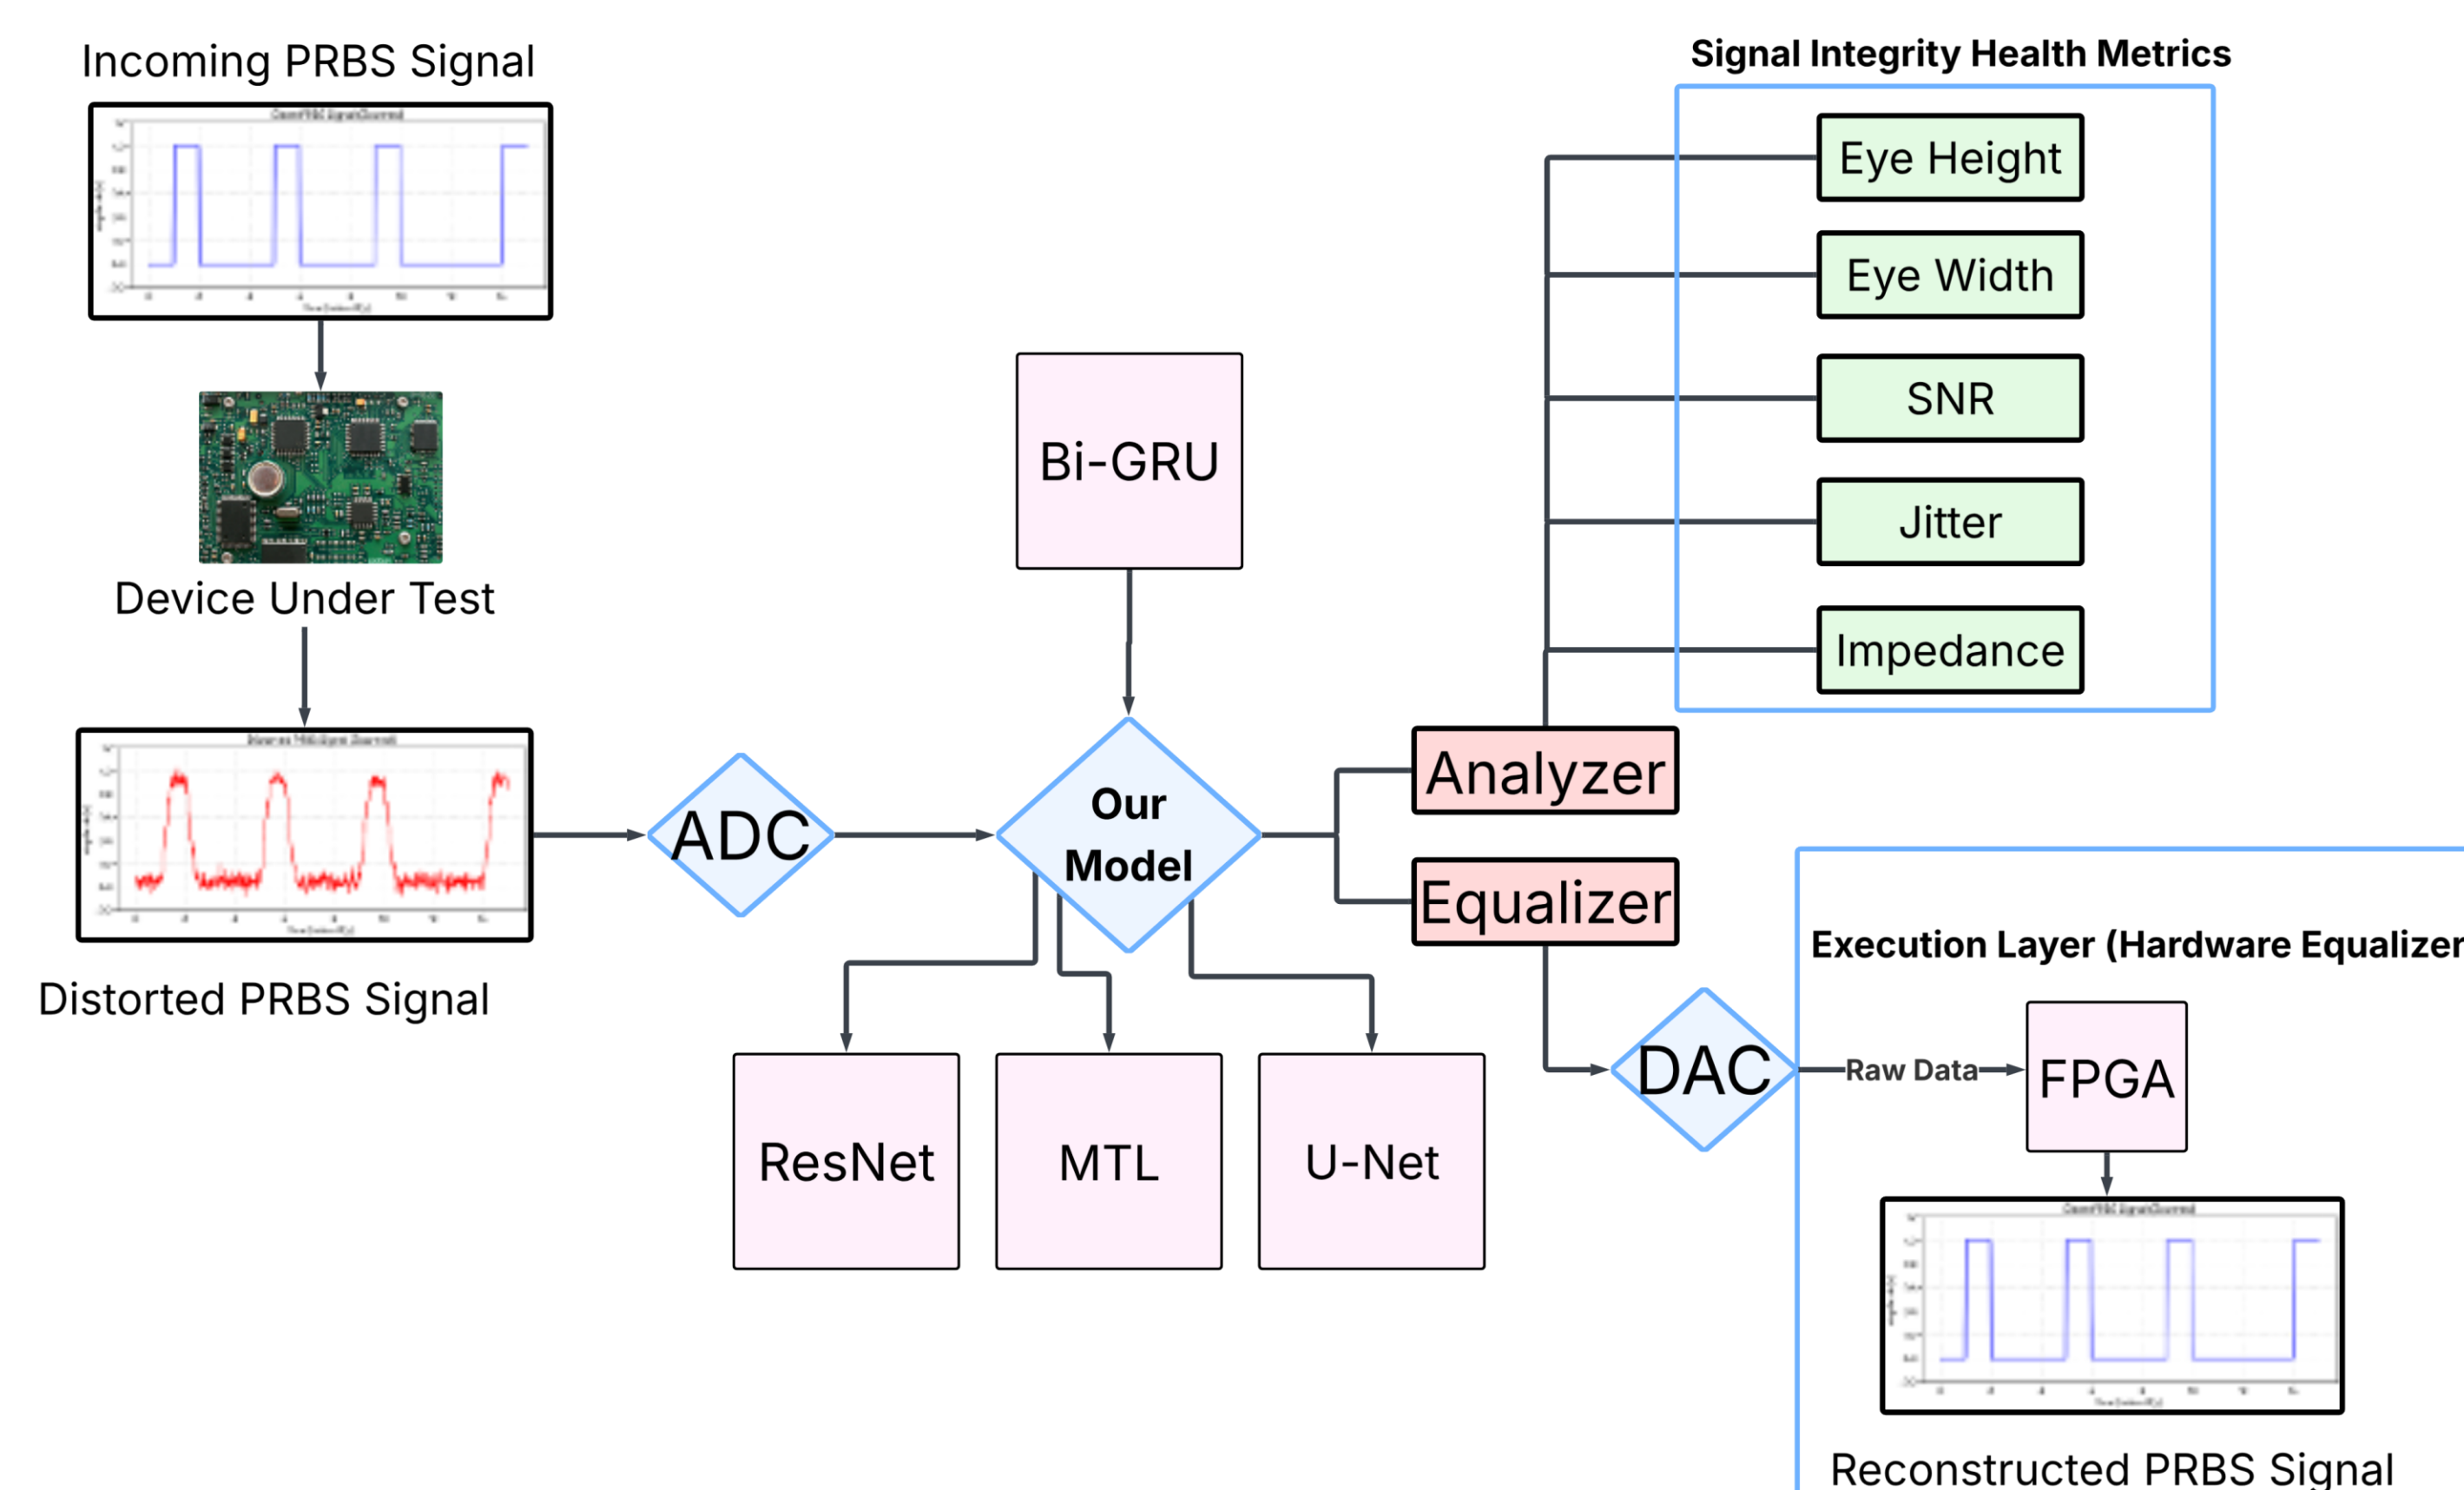 Incoming PRBS Signal
Device Under Test
Distorted PRBS Signal
ADC
Bi-GRU
Our
Model
ResNet
MTL
U-Net
Analyzer
Equalizer
Signal Integrity Health Metrics
Eye Height
Eye Width
SNR
Jitter
Impedance
DAC
Execution Layer (Hardware Equalizer
Raw Data
FPGA
Reconstructed PRBS Signal